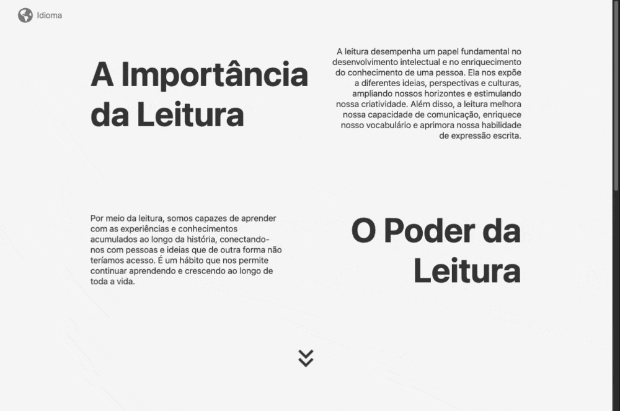 Idioma
A Importância
da Leitura
A leitura desempenha um papel fundamental no
desenvolvimento intelectual e no enriquecimento
do conhecimento de uma pessoa. Ela nos expõe
a diferentes ideias, perspectivas e culturas,
ampliando nossos horizontes e estimulando
nossa criatividade. Além disso, a leitura melhora
nossa capacidade de comunicação, enriquece
nosso vocabulário e aprimora nossa habilidade
de expressão escrita.
Por meio da leitura, somos capazes de aprender
com as experiências e conhecimentos
acumulados ao longo da história, conectando-
nos com pessoas e ideias que de outra forma não
teríamos acesso. É um hábito que nos permite
continuar aprendendo e crescendo ao longo de
toda a vida.
O Poder da
Leitura